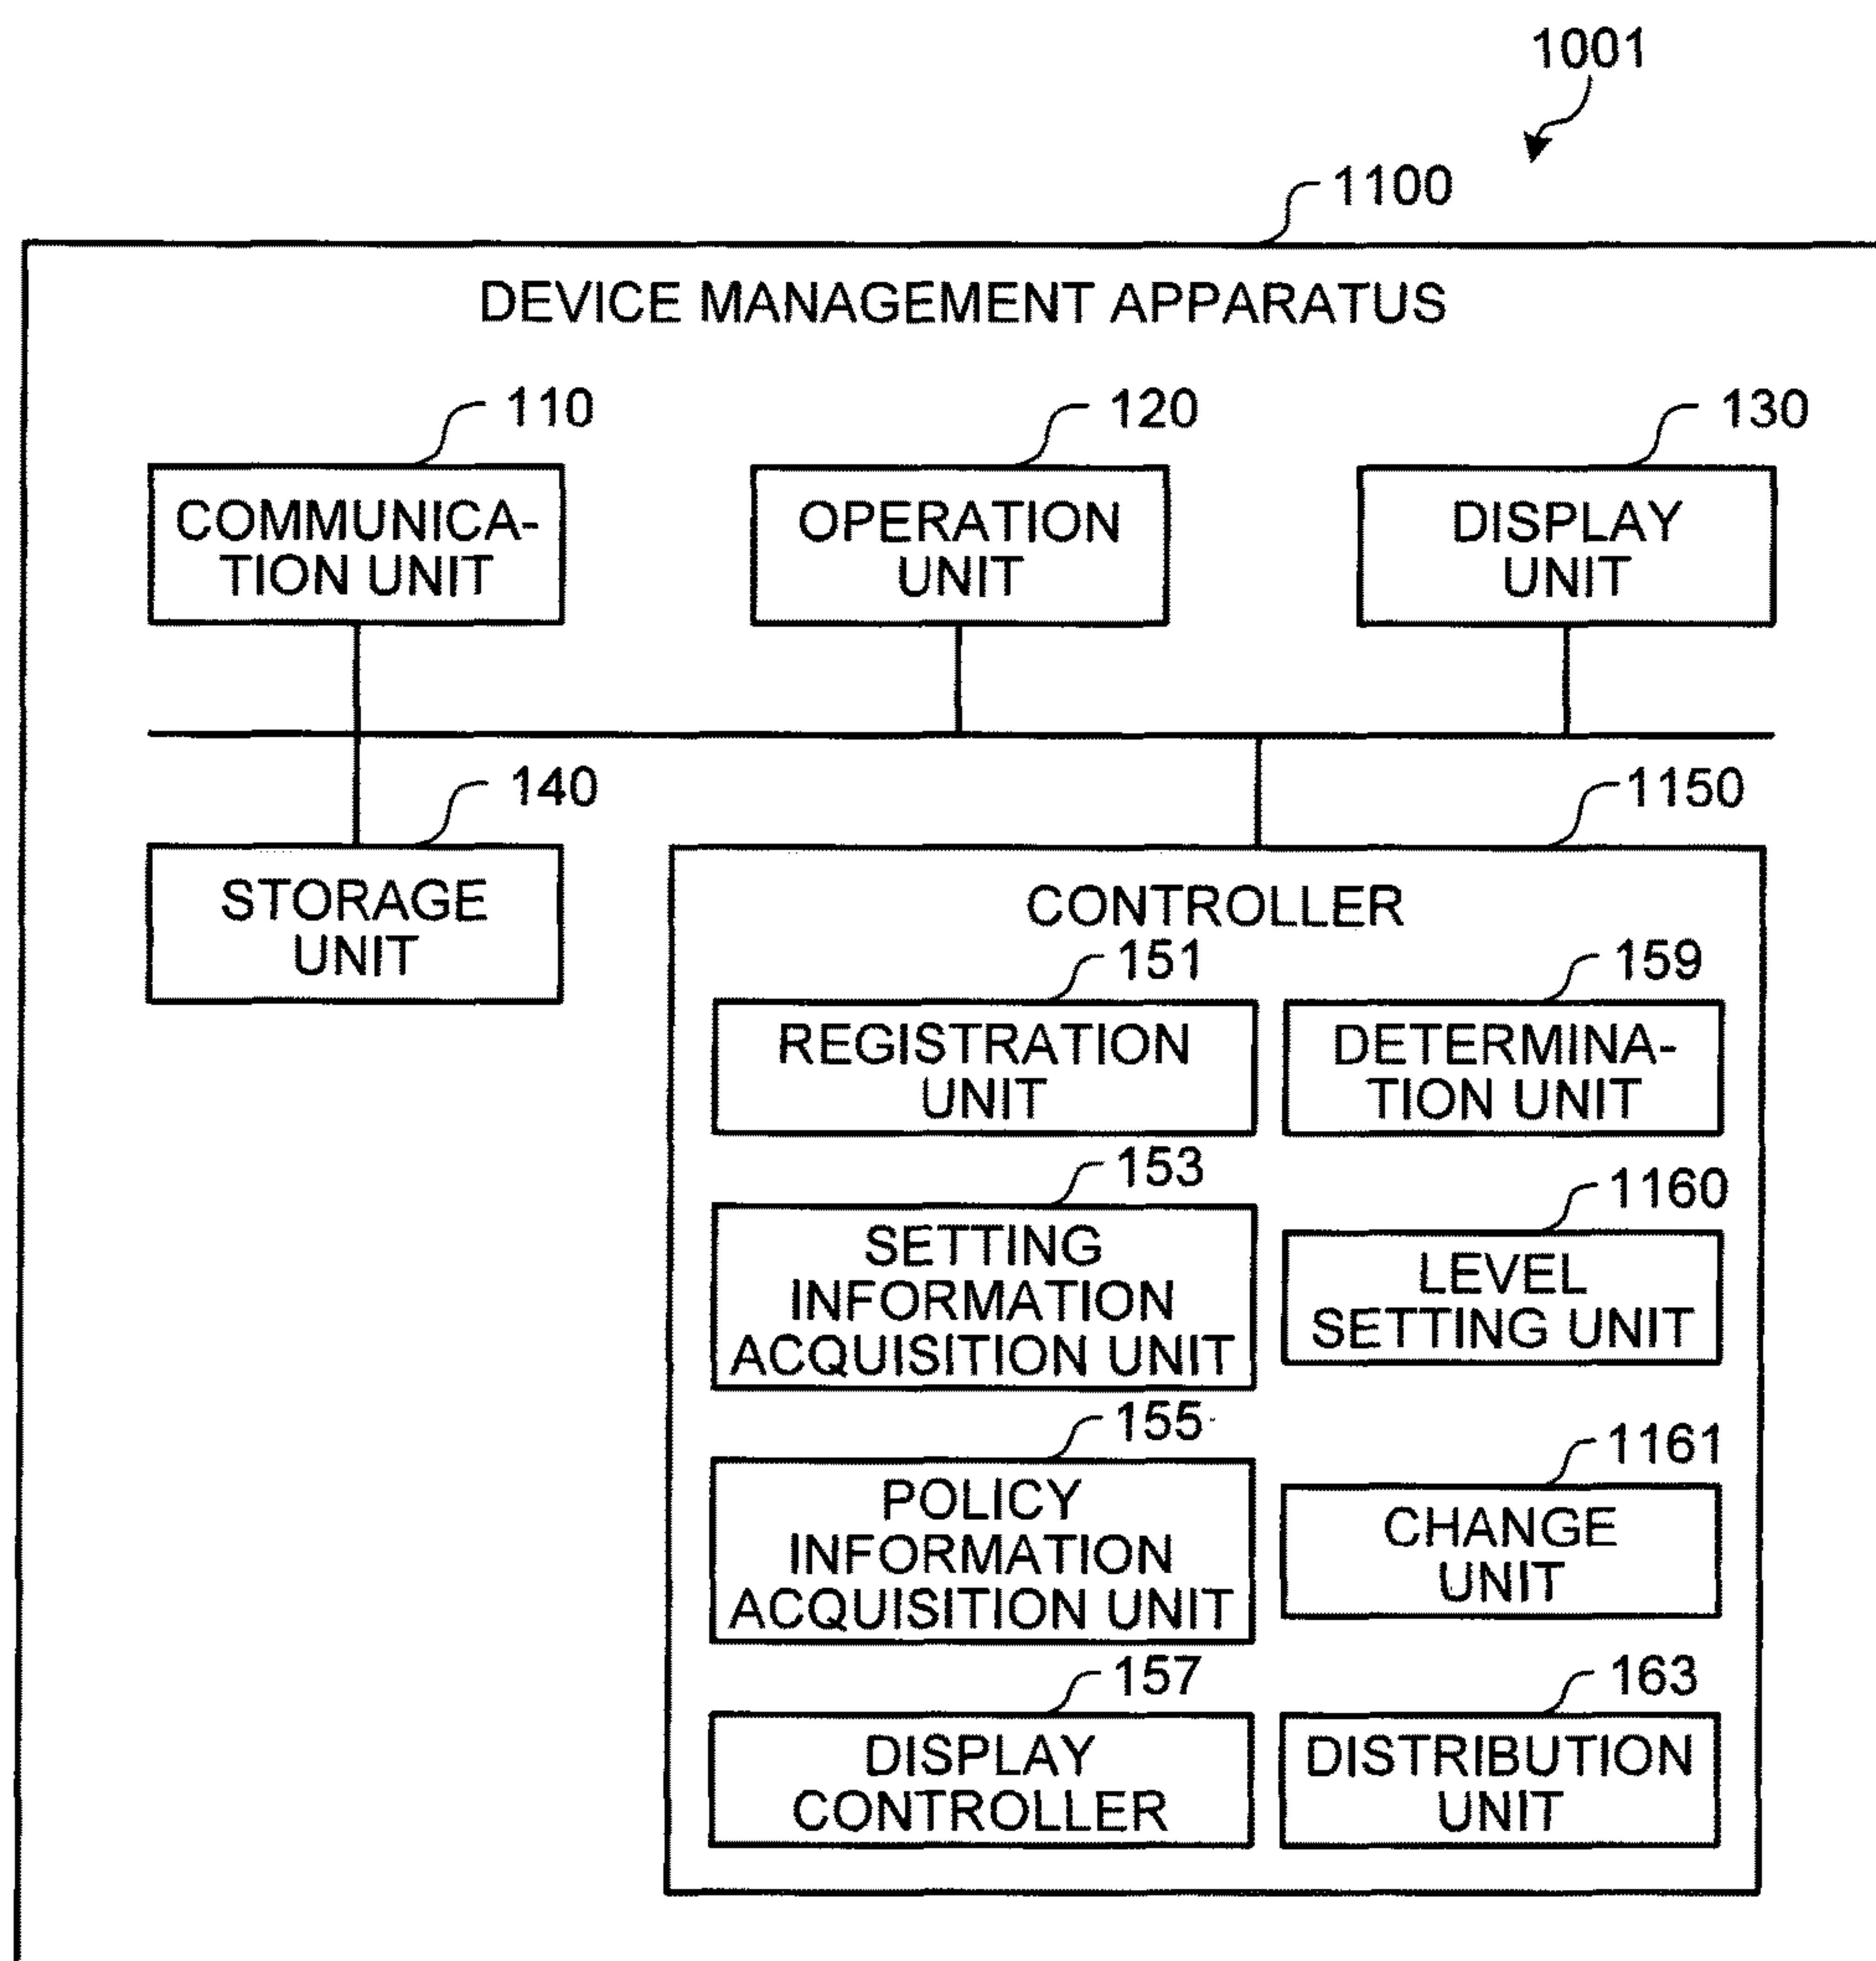 1001
1100
DEVICE MANAGEMENT APPARATUS
110
120
130
COMMUNICA-
TION UNIT
OPERATION
UNIT
DISPLAY
UNIT
140
1150
STORAGE
UNIT
CONTROLLER
151
159
REGISTRATION
UNIT
DETERMINA-
TION UNIT
153
1160
SETTING
INFORMATION
ACQUISITION UNIT
LEVEL
SETTING UNIT
155
1161
POLICY
INFORMATION
ACQUISITION UNIT
CHANGE
UNIT
157
163
DISPLAY
CONTROLLER
DISTRIBUTION
UNIT